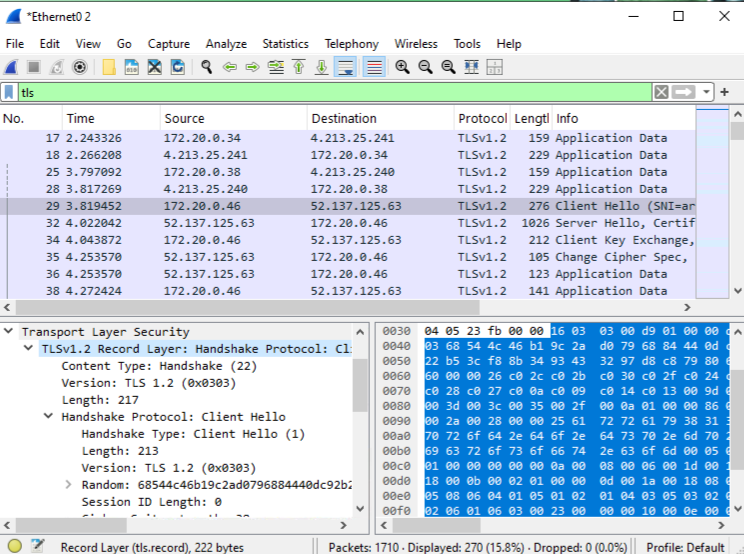 *Ethernet0 2
File Edit View Go Capture Analyze Statistics Telephony Wireless Tools Help
tls
No. Time Source Destination Protocol Lengtl Info
17 2.243326 172.20.0.34 4.213.25.241 TLSv1.2 159 Application Data
18 2.266208 4.213.25.241 172.20.0.34 TLSv1.2 229 Application Data
25 3.797092 172.20.0.38 4.213.25.240 TLSv1.2 159 Application Data
28 3.817269 4.213.25.240 172.20.0.38 TLSv1.2 229 Application Data
29 3.819452 172.20.0.46 52.137.125.63 TLSv1.2 276 Client Hello (SNI=ar
32 4.022042 52.137.125.63 172.20.0.46 TLSv1.2 1026 Server Hello, Certif
34 4.043872 172.20.0.46 52.137.125.63 TLSv1.2 212 Client Key Exchange,
35 4.253570 52.137.125.63 172.20.0.46 TLSv1.2 105 Change Cipher Spec,
36 4.253570 52.137.125.63 172.20.0.46 TLSv1.2 123 Application Data
38 4.272424 172.20.0.46 52.137.125.63 TLSv1.2 141 Application Data
Transport Layer Security
TLSv1.2 Record Layer: Handshake Protocol: Cl
Content Type: Handshake (22)
Version: TLS 1.2 (0x0303)
Length: 217
Handshake Protocol: Client Hello
Handshake Type: Client Hello (1)
Length: 213
Version: TLS 1.2 (0x0303)
Random: 68544c46b19c2ad0796884440dc92b2
Session ID Length: 0
0030 04 05 23 fb 00 00 16 03 03 00 d9 01 00 00
0040 03 68 54 4c 46 b1 9c 2a d0 79 68 84 44 0d
0050 22 b5 3c f8 8b 34 93 43 32 97 d8 c8 79 80
0060 60 00 00 26 c0 2c c0 2b c0 30 c0 2f c0 24
0070 c0 28 c0 27 c0 0a c0 09 c0 14 c0 13 00 9d
0080 00 3d 00 3c 00 35 00 2f 00 0a 01 00 00 86
0090 00 2a 00 28 00 00 25 61 72 72 61 79 38 31
00a0 70 72 6f 64 2e 64 6f 2e 64 73 70 2e 6d 70
00b0 69 63 72 6f 73 6f 66 74 2e 63 6f 6d 00 05
00c0 01 00 00 00 00 00 0a 00 08 00 06 00 1d 00
00d0 18 00 0b 00 02 01 00 00 0d 00 1a 00 18 08
00e0 05 08 06 04 01 05 01 02 01 04 03 05 03 02
00f0 02 06 01 06 03 00 23 00 00 00 10 00 0e 00
Record Layer (tls.record), 222 bytes
Packets: 1710 · Displayed: 270 (15.8%) · Dropped: 0 (0.0%)
Profile: Default